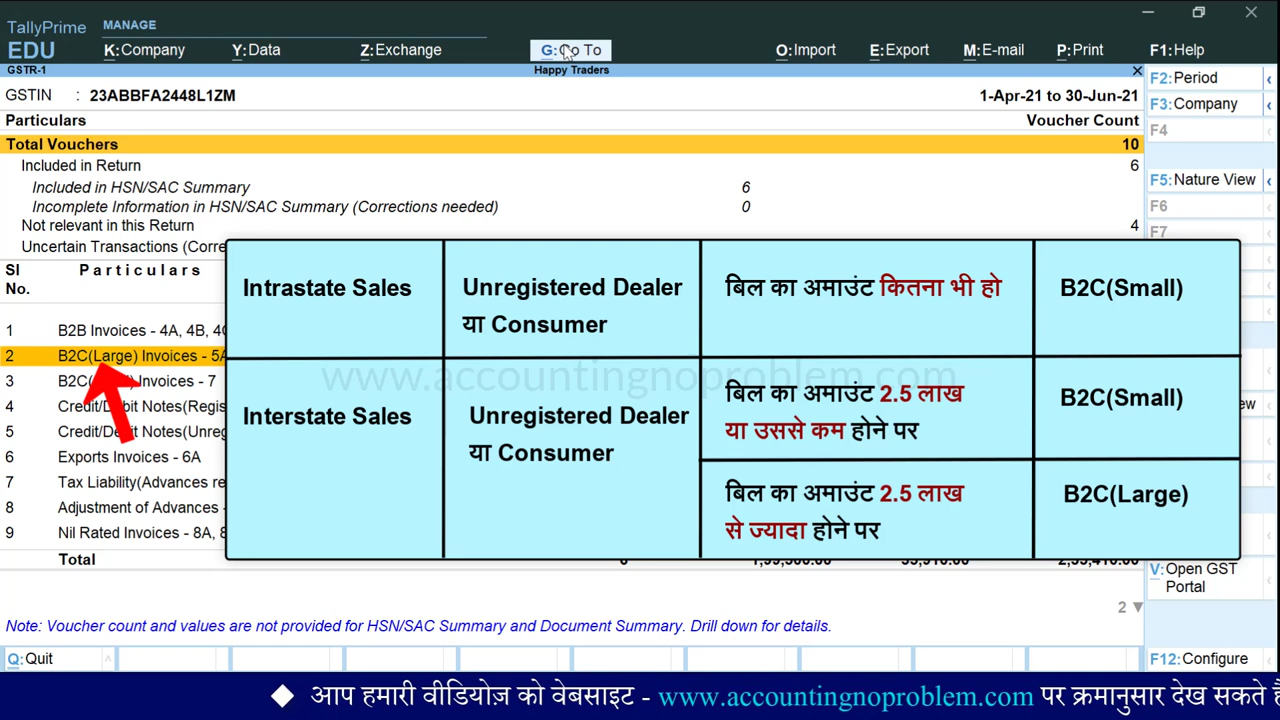 TallyPrime
MANAGE
EDU
K:Company
Y:Data
Z:Exchange
G:Go To
O:Import
E:Export
M:E-mail
P:Print
F1:Help
GSTR-1
Happy Traders
GSTIN : 23ABBFA2448L1ZM
1-Apr-21 to 30-Jun-21
Particulars
Voucher Count
Total Vouchers 10
Included in Return 6
Included in HSN/SAC Summary 6
Incomplete Information in HSN/SAC Summary (Corrections needed) 0
Not relevant in this Return 4
Uncertain Transactions (Corre
Sl Particulars
No.
1 B2B Invoices - 4A, 4B, 4C
2 B2C(Large) Invoices - 5A
3 B2C( Invoices - 7
4 Credit/Debit Notes(Regis
5 Credit/Debit Notes(Unreg
6 Exports Invoices - 6A
7 Tax Liability(Advances re
8 Adjustment of Advances -
9 Nil Rated Invoices - 8A, 8
Total
Intrastate Sales
Unregistered Dealer
या Consumer
बिल का अमाउंट कितना भी हो
B2C(Small)
Interstate Sales
Unregistered Dealer
या Consumer
बिल का अमाउंट 2.5 लाख
या उससे कम होने पर
B2C(Small)
बिल का अमाउंट 2.5 लाख
से ज्यादा होने पर
B2C(Large)
www.accountingnoproblem.com
2
Note: Voucher count and values are not provided for HSN/SAC Summary and Document Summary. Drill down for details.
F2:Period
F3:Company
F4
F5:Nature View
F6
F7
ew
V:Open GST
Portal
F12:Configure
Q:Quit
आप हमारी वीडियोज़ को वेबसाइट - www.accountingnoproblem.com पर क्रमानुसार देख सकते हैं